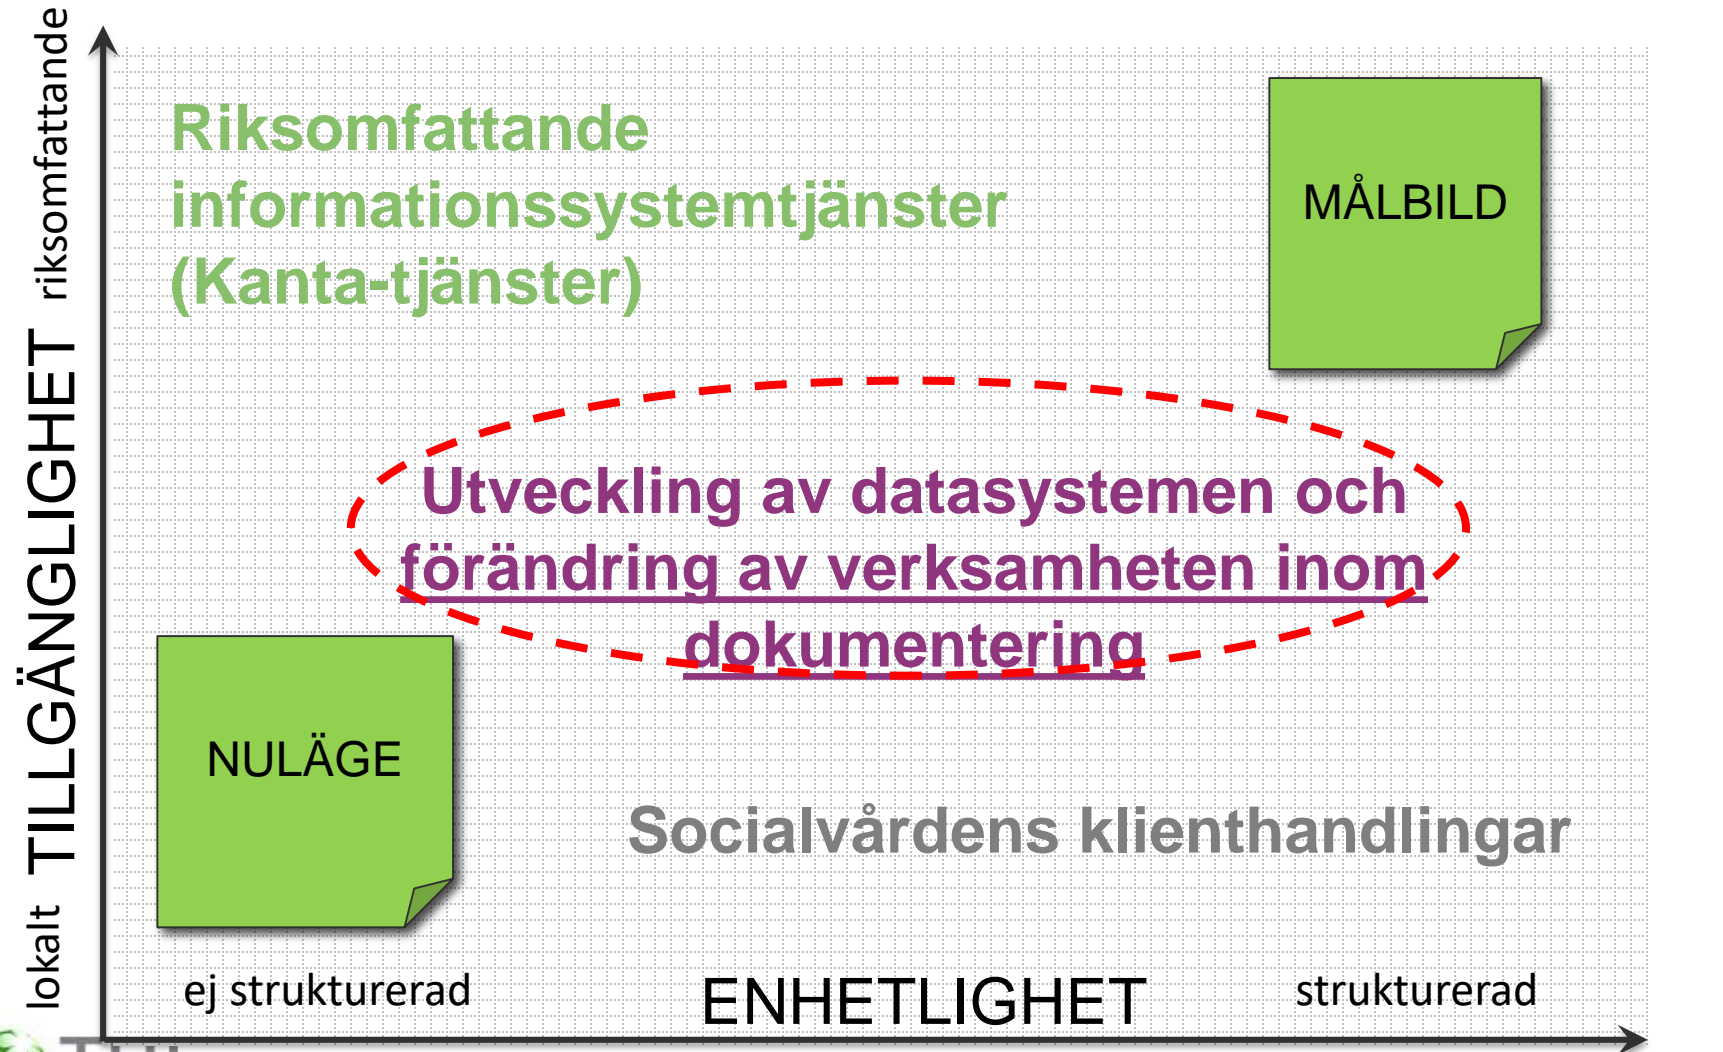 riksomfattande
TILLGÄNGLIGHET
lokalt
Riksomfattande
informationssystemtjänster
(Kanta-tjänster)
MÅLBILD
Utveckling av datasystemen och
förändring av verksamheten inom
dokumentering
NULÄGE
Socialvårdens klienthandlingar
ej strukturerad
ENHETLIGHET
strukturerad